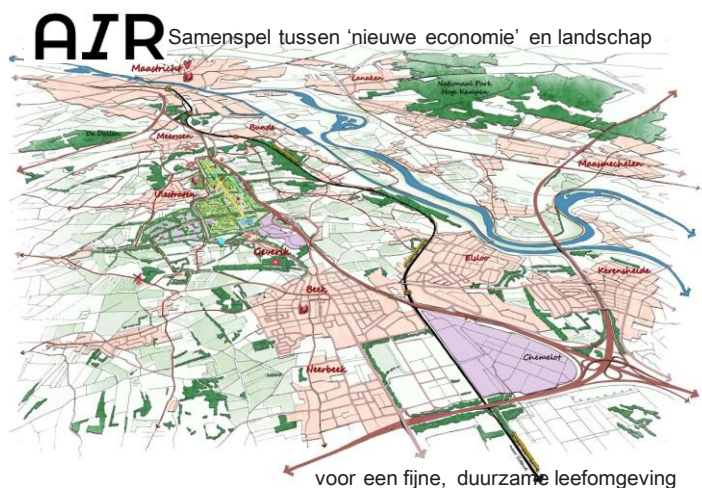 AIR Samenspel tussen ‘nieuwe economie’ en landschap
Maastricht
Lanaken
Nationaal Park
Hoge Kempen
De Dellen
Meerssen
Bunde
Maasmechelen
Ulestraten
Geverik
Elsloo
Kerensheide
Beek
Chemelot
Neerbeek
voor een fijne, duurzame leefomgeving